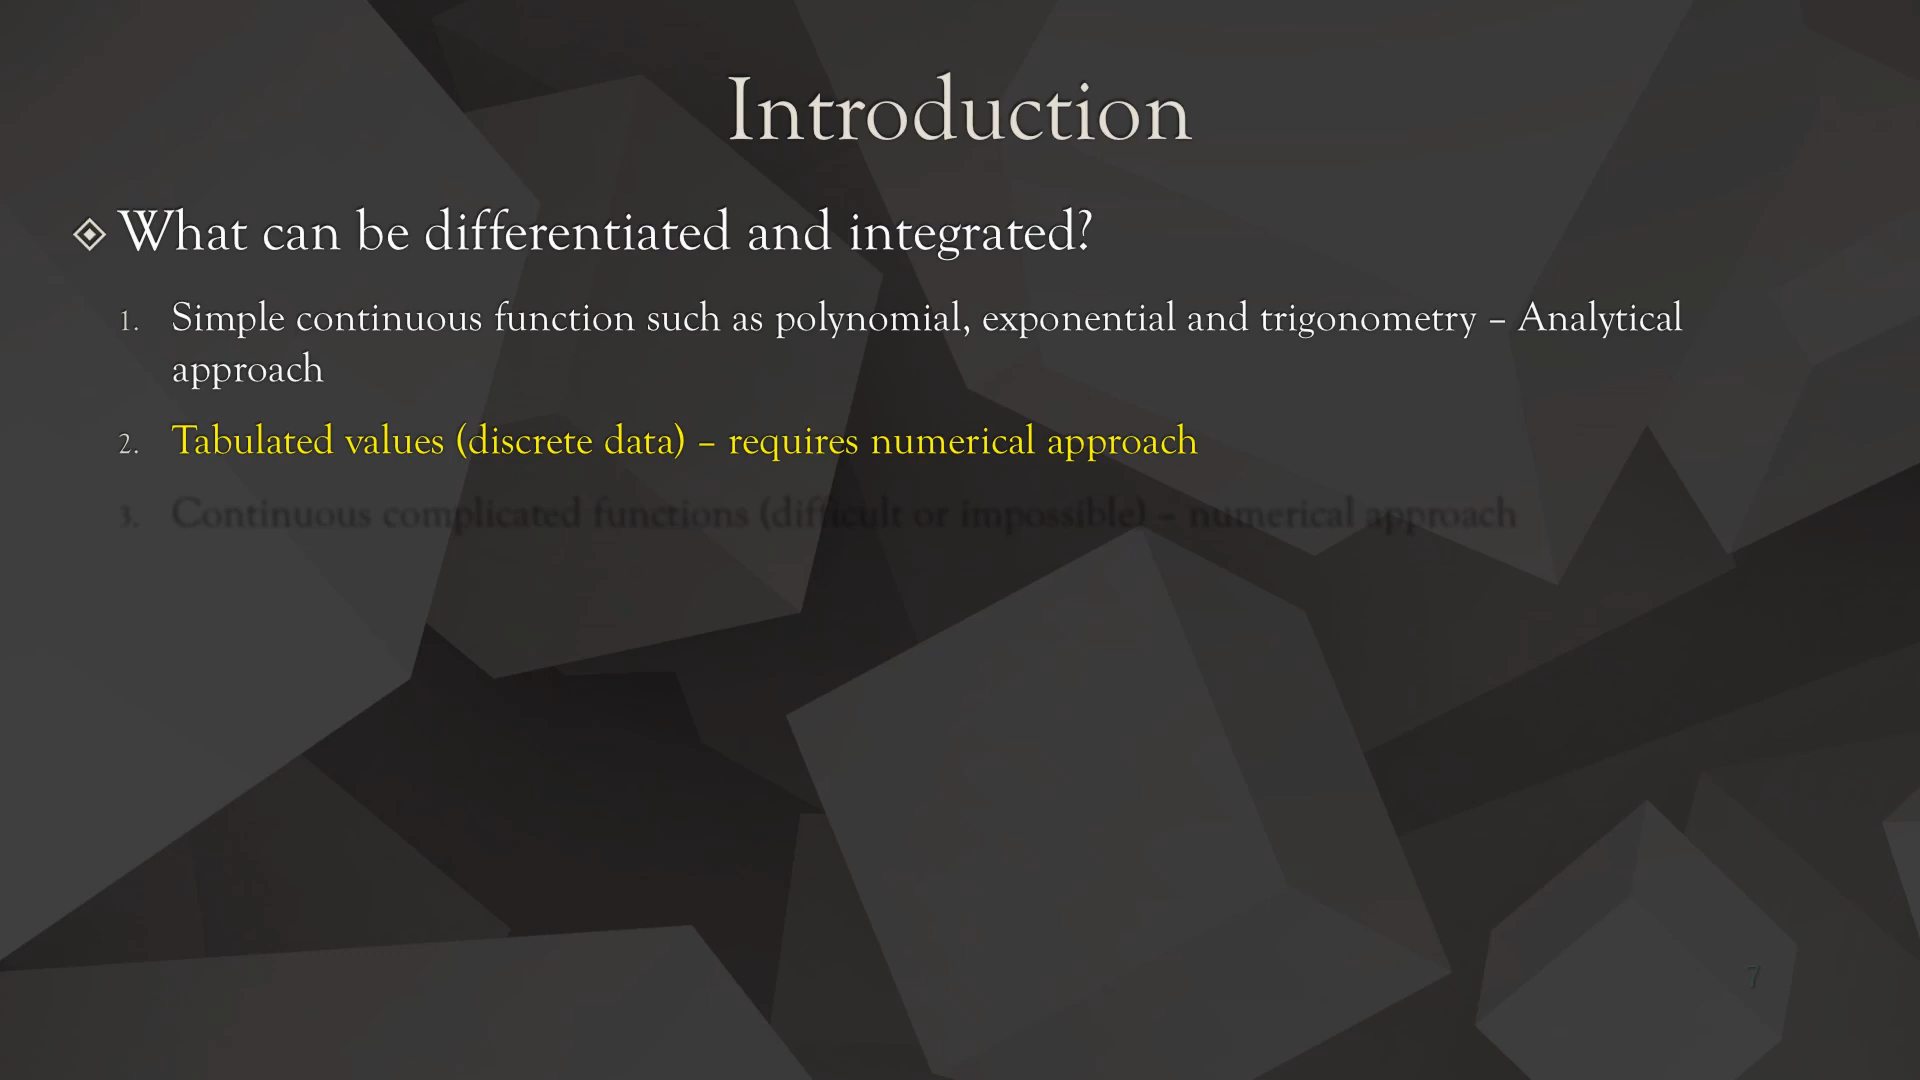 Introduction
What can be differentiated and integrated?
1. Simple continuous function such as polynomial, exponential and trigonometry – Analytical
approach
2. Tabulated values (discrete data) – requires numerical approach
3. Continuous complicated functions (difficult or impossible) – numerical approach
7